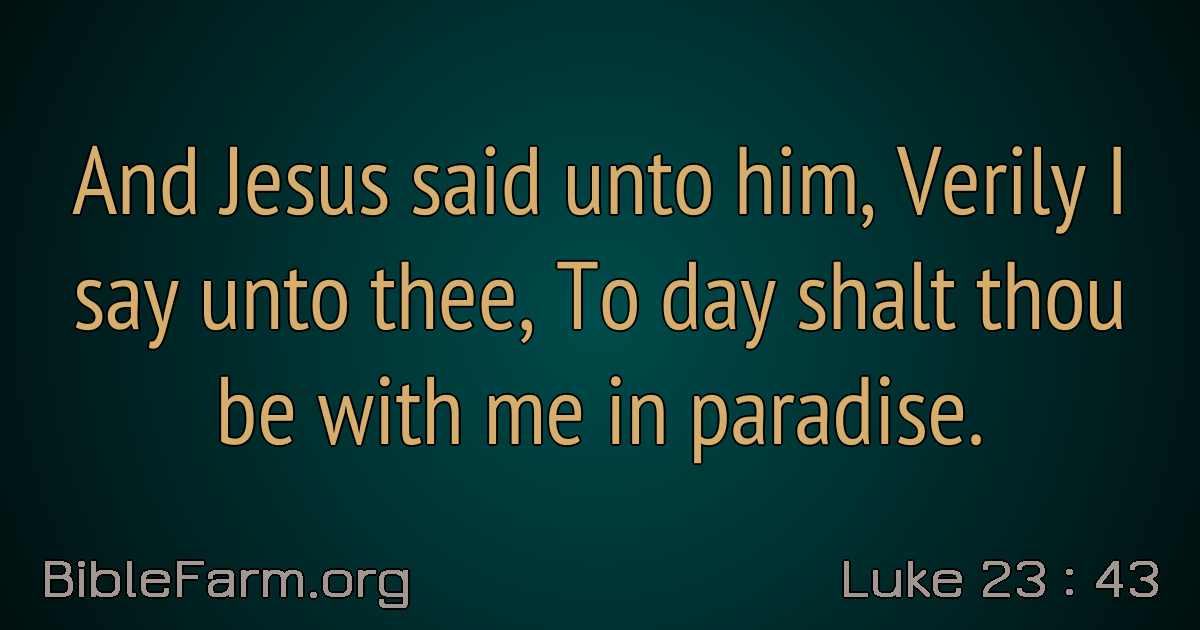 And Jesus said unto him, Verily I
say unto thee, To day shalt thou
be with me in paradise.
BibleFarm.org
Luke 23 : 43